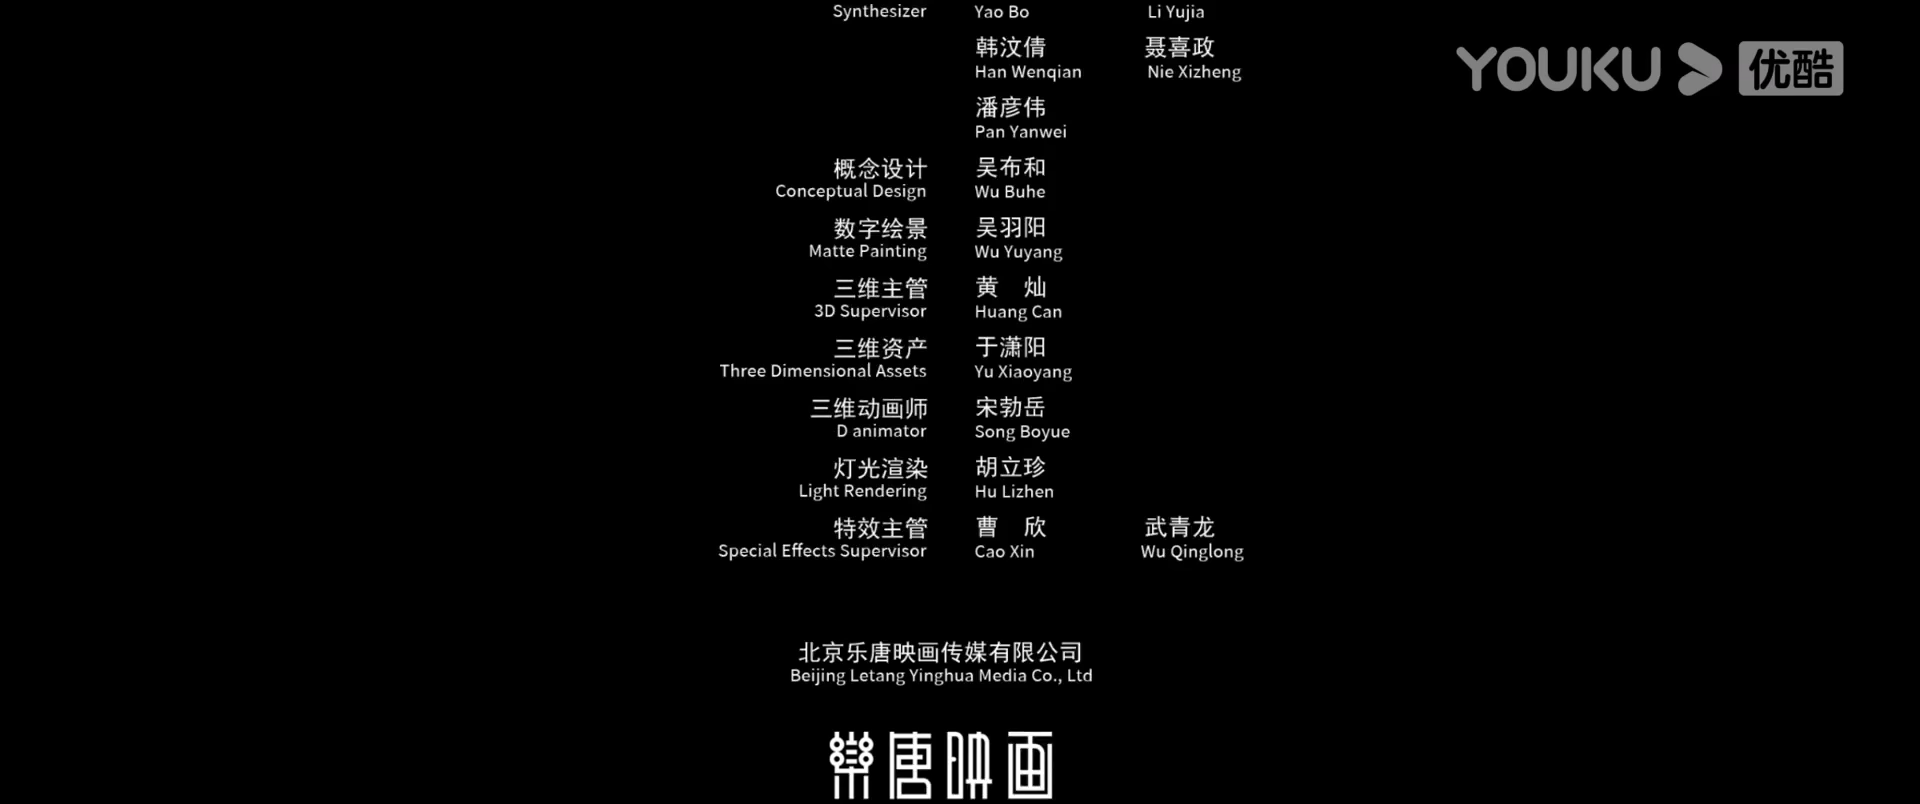 Synthesizer Yao Bo Li Yujia
韩汶倩 聂喜政
Han Wenqian Nie Xizheng
潘彦伟
Pan Yanwei
概念设计 吴布和
Conceptual Design Wu Buhe
数字绘景 吴羽阳
Matte Painting Wu Yuyang
三维主管 黄 灿
3D Supervisor Huang Can
三维资产 于潇阳
Three Dimensional Assets Yu Xiaoyang
三维动画师 宋勃岳
D animator Song Boyue
灯光渲染 胡立珍
Light Rendering Hu Lizhen
特效主管 曹 欣 武青龙
Special Effects Supervisor Cao Xin Wu Qinglong
北京乐唐映画传媒有限公司
Beijing Letang Yinghua Media Co., Ltd
樂唐映画
YOUKU 优酷